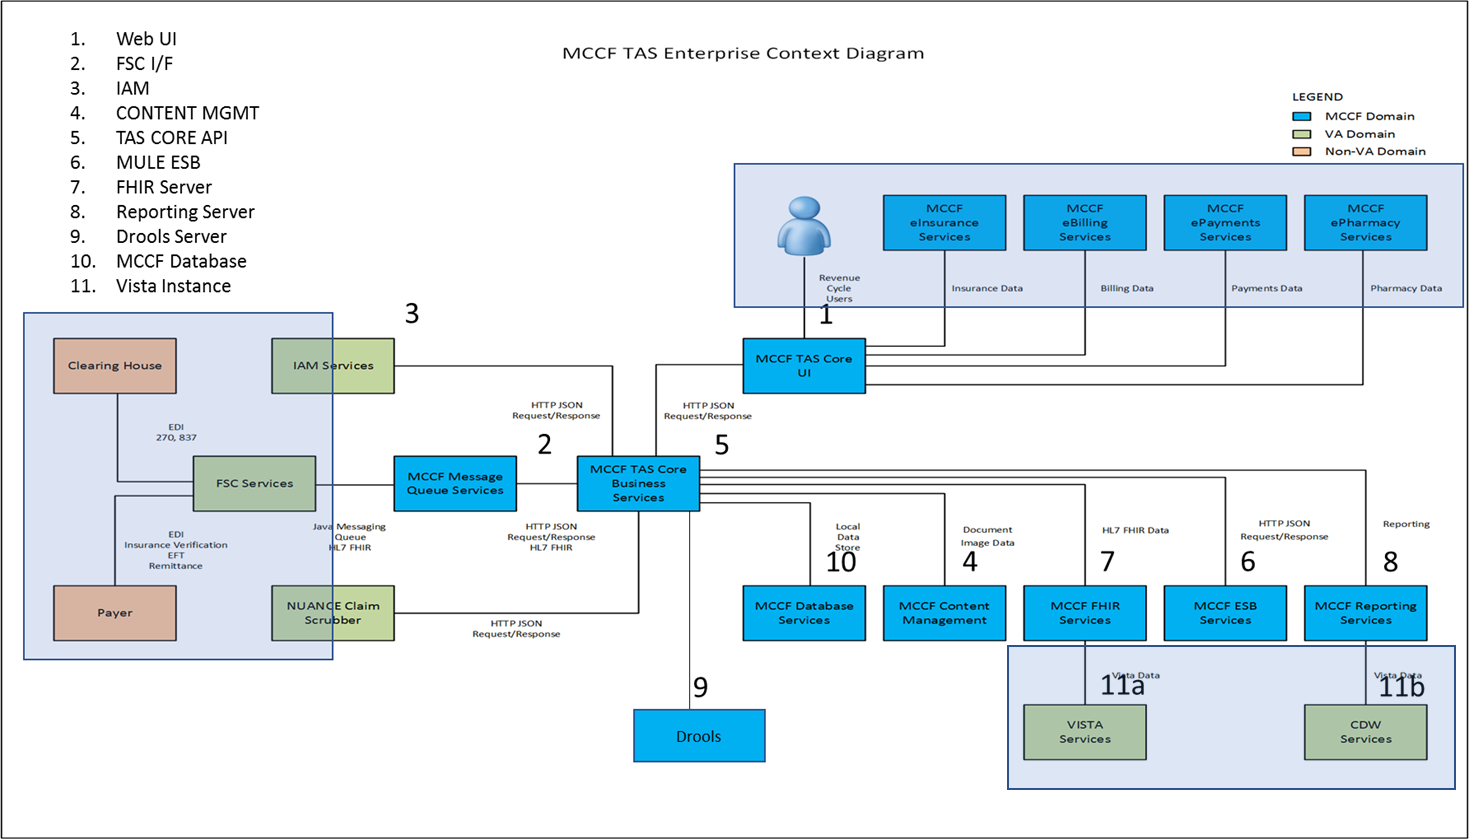 1. Web UI
2. FSC I/F
3. IAM
4. CONTENT MGMT
5. TAS CORE API
6. MULE ESB
7. FHIR Server
8. Reporting Server
9. Drools Server
10. MCCF Database
11. Vista Instance
MCCF TAS Enterprise Context Diagram
LEGEND
MCCF Domain
VA Domain
Non-VA Domain
MCCF
eInsurance
Services
MCCF
eBilling
Services
MCCF
ePayments
Services
MCCF
ePharmacy
Services
Revenue
Cycle
Users
Insurance Data
Billing Data
Payments Data
Pharmacy Data
1
3
Clearing House
IAM Services
MCCF TAS Core
UI
HTTP JSON
Request/Response
HTTP JSON
Request/Response
EDI
270, 837
2
5
FSC Services
MCCF Message
Queue Services
MCCF TAS Core
Business
Services
Java Messaging
Queue
HL7 FHIR
HTTP JSON
Request/Response
HL7 FHIR
EDI
Insurance Verification
EFT
Remittance
Local
Data
Store
10
Document
Image Data
4
HL7 FHIR Data
7
HTTP JSON
Request/Response
6
Reporting
8
Payer
NUANCE Claim
Scrubber
HTTP JSON
Request/Response
MCCF Database
Services
MCCF Content
Management
MCCF FHIR
Services
MCCF ESB
Services
MCCF Reporting
Services
9
Drools
Vista Data
11a
Vista Data
11b
VISTA
Services
CDW
Services